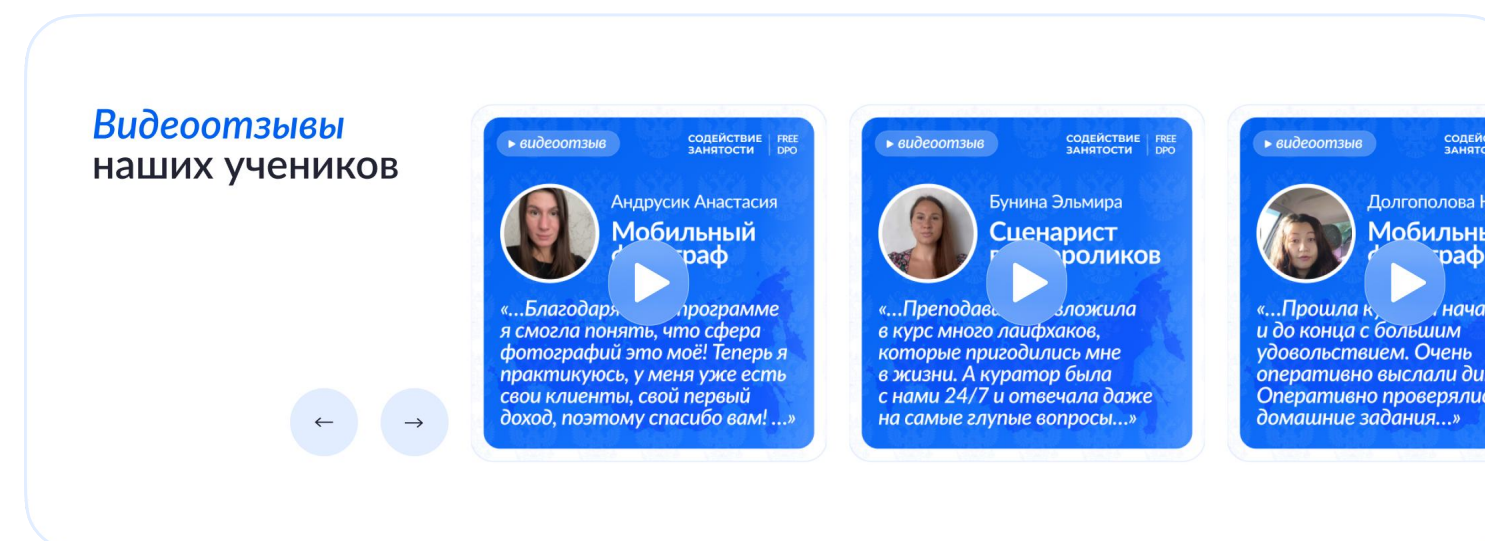 Видеоотзывы
наших учеников
видеоотзыв
СОДЕЙСТВИЕ
ЗАНЯТОСТИ
FREE
DPO
Андрусик Анастасия
Мобильный
«...Благодаря программе
я смогла понять, что сфера
фотографий это моё! Теперь я
практикуюсь, у меня уже есть
свои клиенты, свой первый
доход, поэтому спасибо вам! ...»
видеоотзыв
СОДЕЙСТВИЕ
ЗАНЯТОСТИ
FREE
DPO
Бунина Эльмира
Сценарист
«...Преподава ложила
в курс много лайфхаков,
которые пригодились мне
в жизни. А куратор была
с нами 24/7 и отвечала даже
на самые глупые вопросы...»
видеоотзыв
Долгополова
«...Прошла
и до конца с большим
удовольствием. Очень
оперативно выслали
Оперативно
домашние задания...»